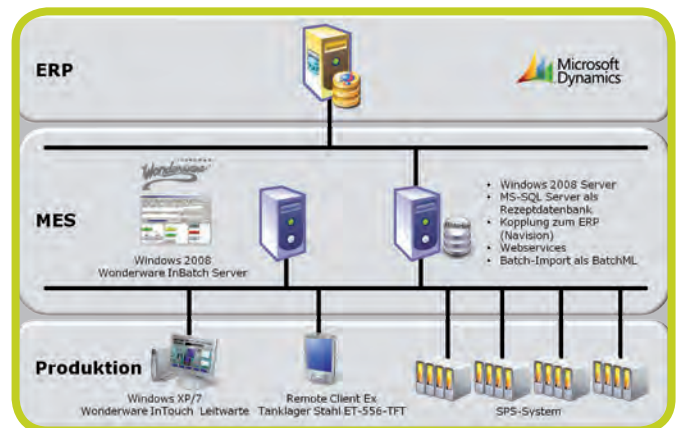 ERP
Microsoft
Dynamics
Wonderware
MES
Windows 2008
Wonderware InBatch Server
• Windows 2008 Server
• MS-SQL Server als
Rezeptdatenbank
• Kopplung zum ERP
(Navision)
• Webservices
• Batch-Import als BatchML
Produktion
Windows XP/7
Wonderware InTouch Leitwarte
Remote Client Ex
Tanklager Stahl ET-556-TFT
SPS-System